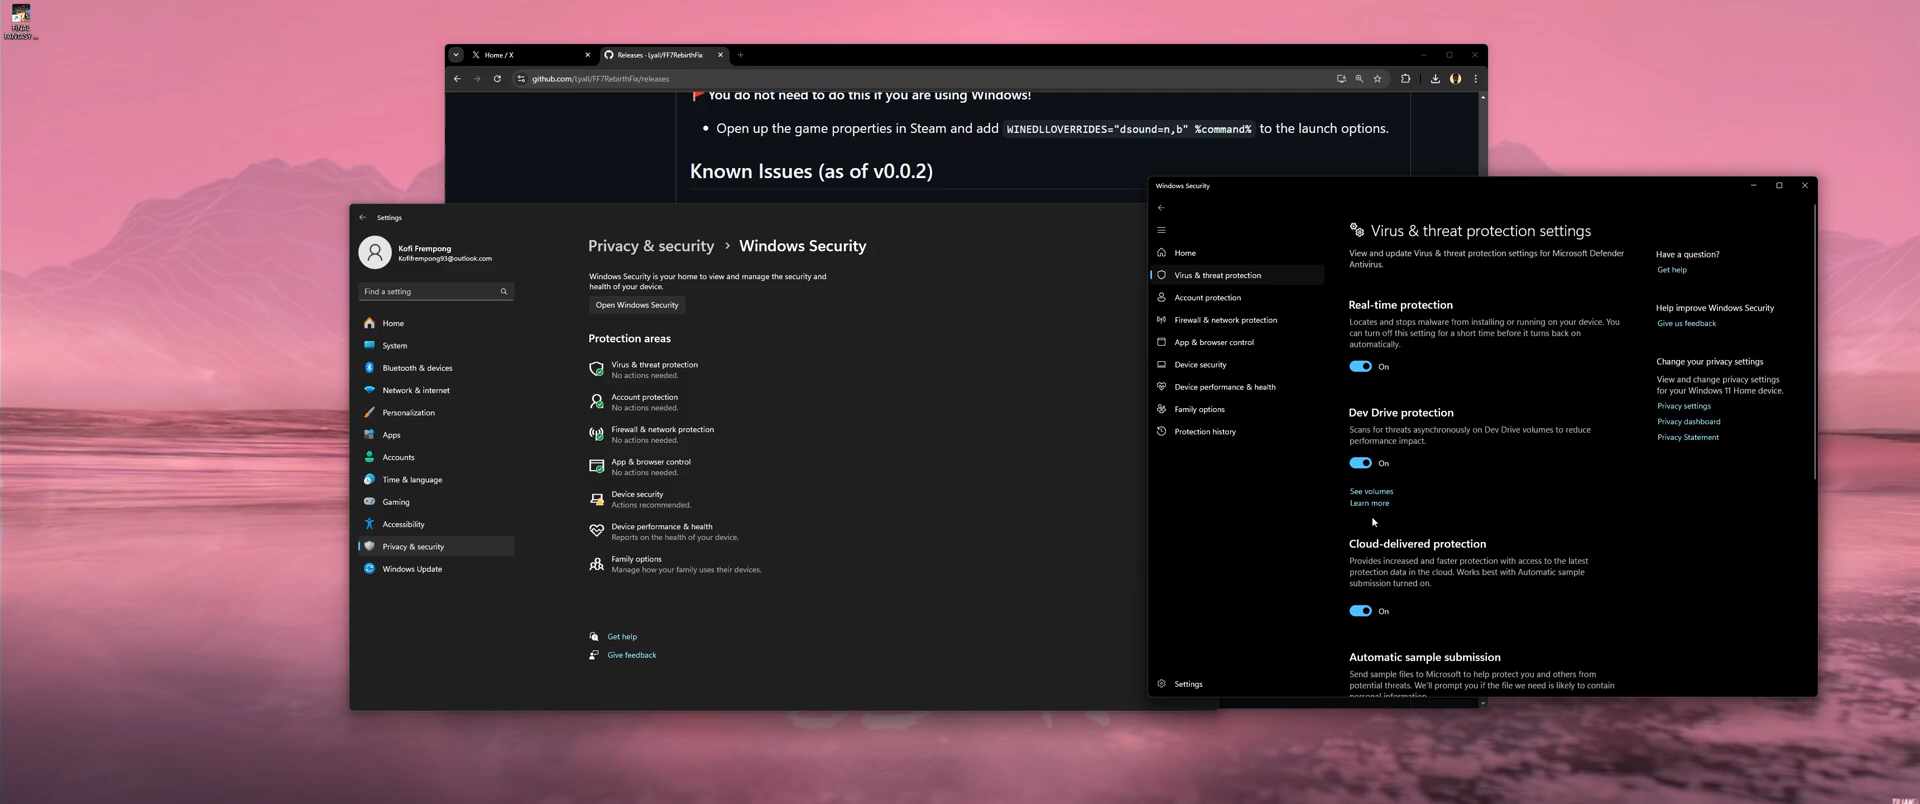 FINAL
FANTASY ...
Home / X
Releases · Lyall/FF7RebirthFix
github.com/Lyall/FF7RebirthFix/releases
You do not need to do this if you are using Windows!
• Open up the game properties in Steam and add WINEDLLOVERRIDES="dsound=n,b" %command% to the launch options.
Known Issues (as of v0.0.2)
Settings
Kofi Frempong
Kofifrempong93@outlook.com
Find a setting
Home
System
Bluetooth & devices
Network & internet
Personalization
Apps
Accounts
Time & language
Gaming
Accessibility
Privacy & security
Windows Update
Privacy & security › Windows Security
Windows Security is your home to view and manage the security and
health of your device.
Open Windows Security
Protection areas
Virus & threat protection
No actions needed.
Account protection
No actions needed.
Firewall & network protection
No actions needed.
App & browser control
No actions needed.
Device security
Actions recommended.
Device performance & health
Reports on the health of your device.
Family options
Manage how your family uses their devices.
Get help
Give feedback
Windows Security
Home
Virus & threat protection
Account protection
Firewall & network protection
App & browser control
Device security
Device performance & health
Family options
Protection history
Settings
Virus & threat protection settings
View and update Virus & threat protection settings for Microsoft Defender
Antivirus.
Real-time protection
Locates and stops malware from installing or running on your device. You
can turn off this setting for a short time before it turns back on
automatically.
On
Dev Drive protection
Scans for threats asynchronously on Dev Drive volumes to reduce
performance impact.
On
See volumes
Learn more
Cloud-delivered protection
Provides increased and faster protection with access to the latest
protection data in the cloud. Works best with Automatic sample
submission turned on.
On
Automatic sample submission
Send sample files to Microsoft to help protect you and others from
potential threats. We'll prompt you if the file we need is likely to contain
personal information.
Have a question?
Get help
Help improve Windows Security
Give us feedback
Change your privacy settings
View and change privacy settings
for your Windows 11 Home device.
Privacy settings
Privacy dashboard
Privacy Statement